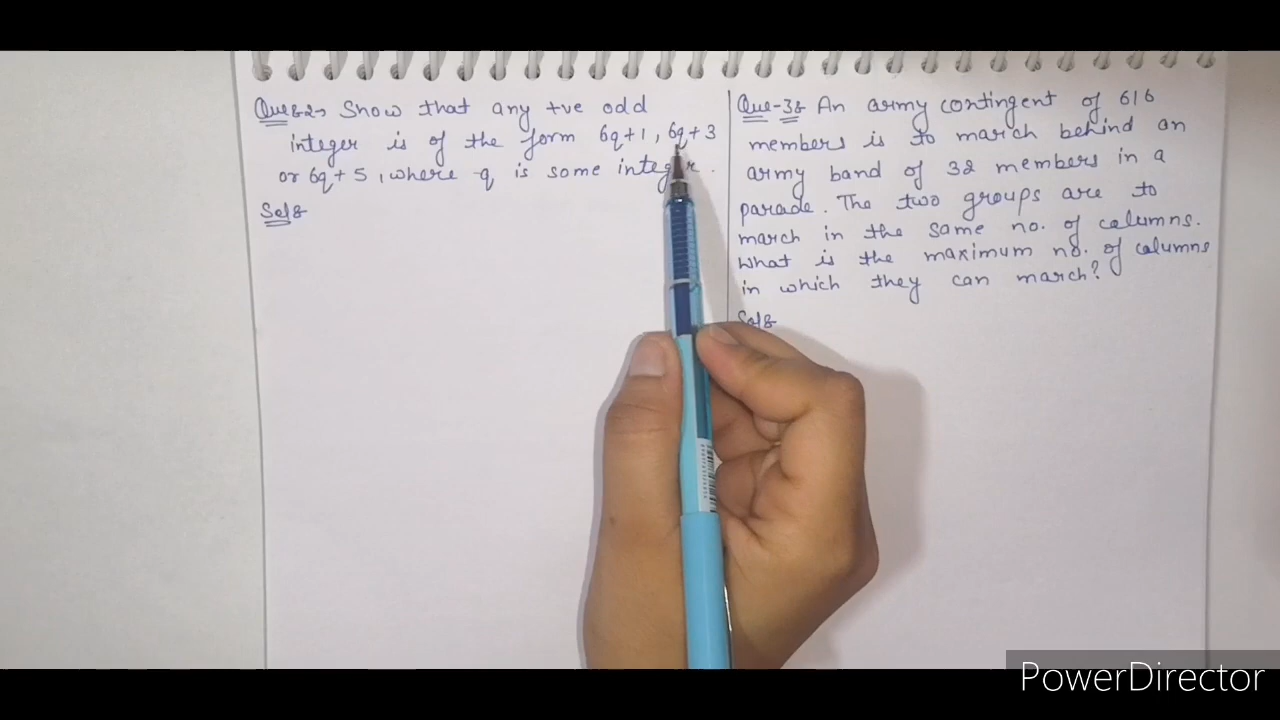 Que:2→ Show that any +ve odd
integer is of the form 6q+1, 6q+3
or 6q+5, where q is some integer.
Sol:
Que-3: An army contingent of 616
members is to march behind an
army band of 32 members in a
parade. The two groups are to
march in the same no. of columns.
What is the maximum no. of columns
in which they can march?
Sol:
PowerDirector